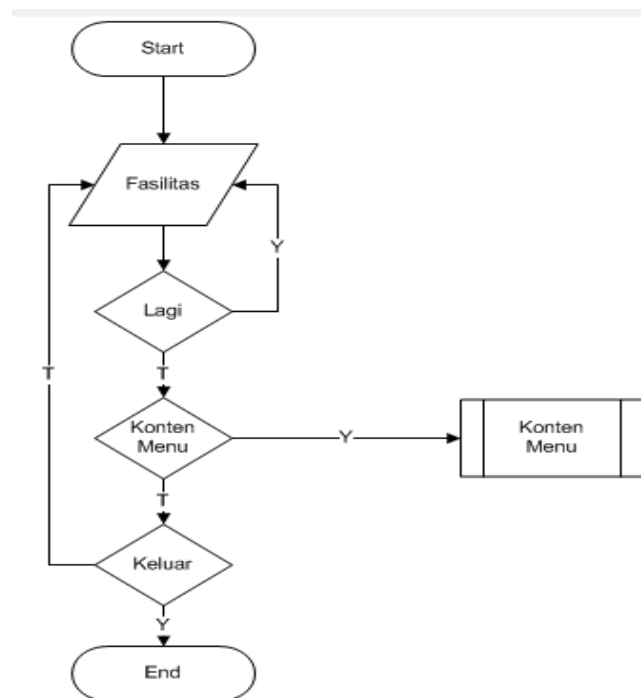 Start
Fasilitas
Y
Lagi
T
T
Konten
Menu
Y
Konten
Menu
T
Keluar
Y
End